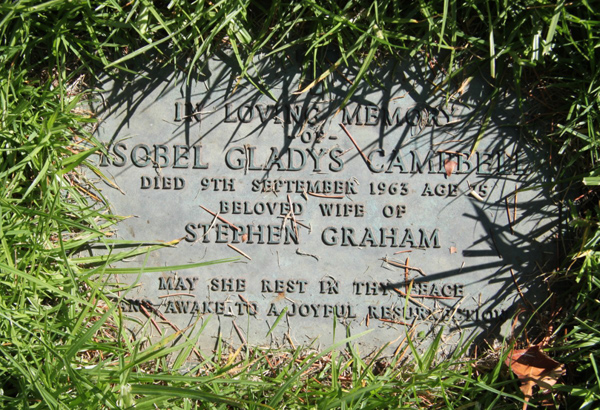 IN LOVING MEMORY
OF
ISOBEL GLADYS CAMPBELL
DIED 9TH SEPTEMBER 1963 AGE
BELOVED WIFE OF
STEPHEN GRAHAM
MAY SHE REST IN THY PEACE
AWAKE TO A JOYFUL RESURRECTION